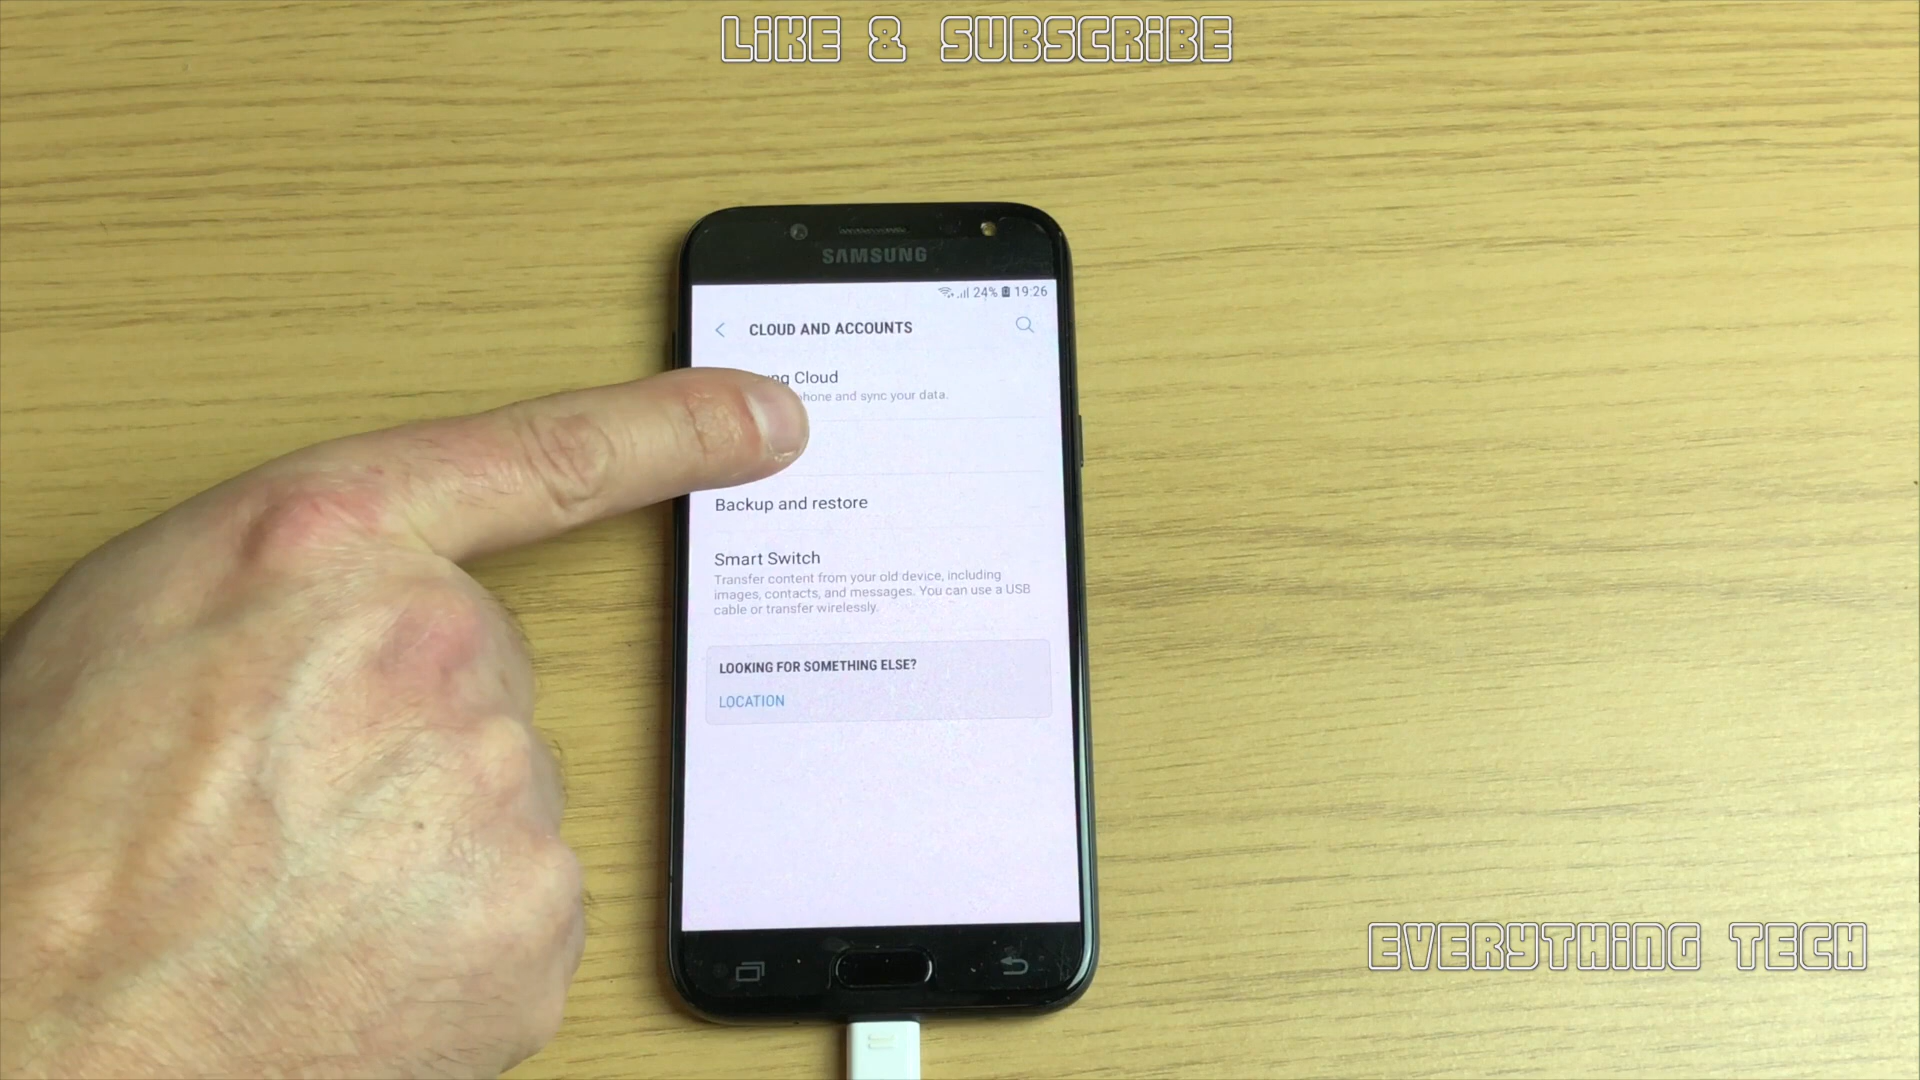 LIKE & SUBSCRIBE
SAMSUNG
24% 19:26
CLOUD AND ACCOUNTS
Cloud
phone and sync your data.
Backup and restore
Smart Switch
Transfer content from your old device, including
images, contacts, and messages. You can use a USB
cable or transfer wirelessly.
LOOKING FOR SOMETHING ELSE?
LOCATION
EVERYTHING TECH